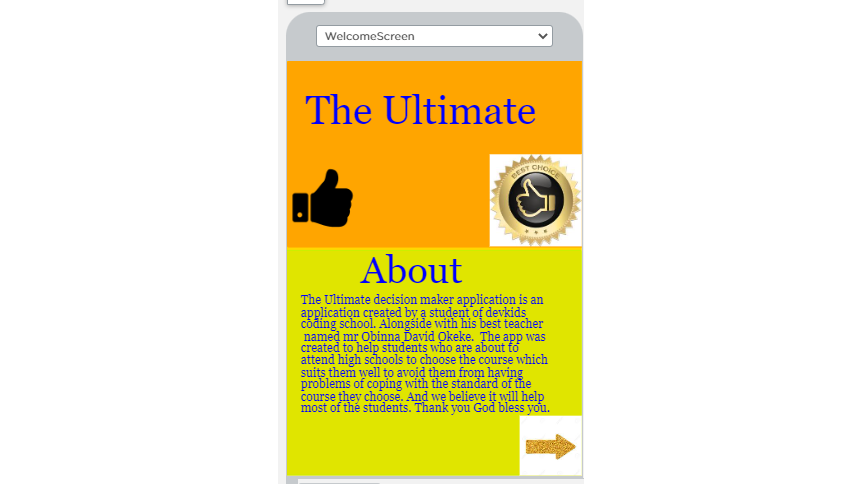 WelcomeScreen
The Ultimate
BEST CHOICE
About
The Ultimate decision maker application is an
application created by a student of devkids
coding school. Alongside with his best teacher
named mr Obinna David Okeke. The app was
created to help students who are about to
attend high schools to choose the course which
suits them well to avoid them from having
problems of coping with the standard of the
course they choose. And we believe it will help
most of the students. Thank you God bless you.